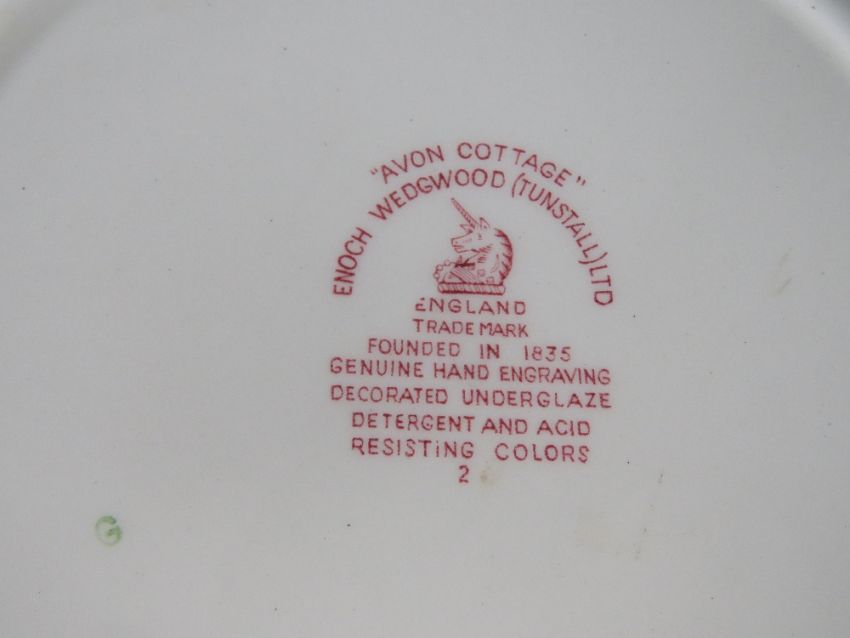 "AVON COTTAGE"
ENOCH WEDGWOOD (TUNSTALL) LTD
ENGLAND
TRADE MARK
FOUNDED IN 1835
GENUINE HAND ENGRAVING
DECORATED UNDERGLAZE
DETERGENT AND ACID
RESISTING COLORS
2
G